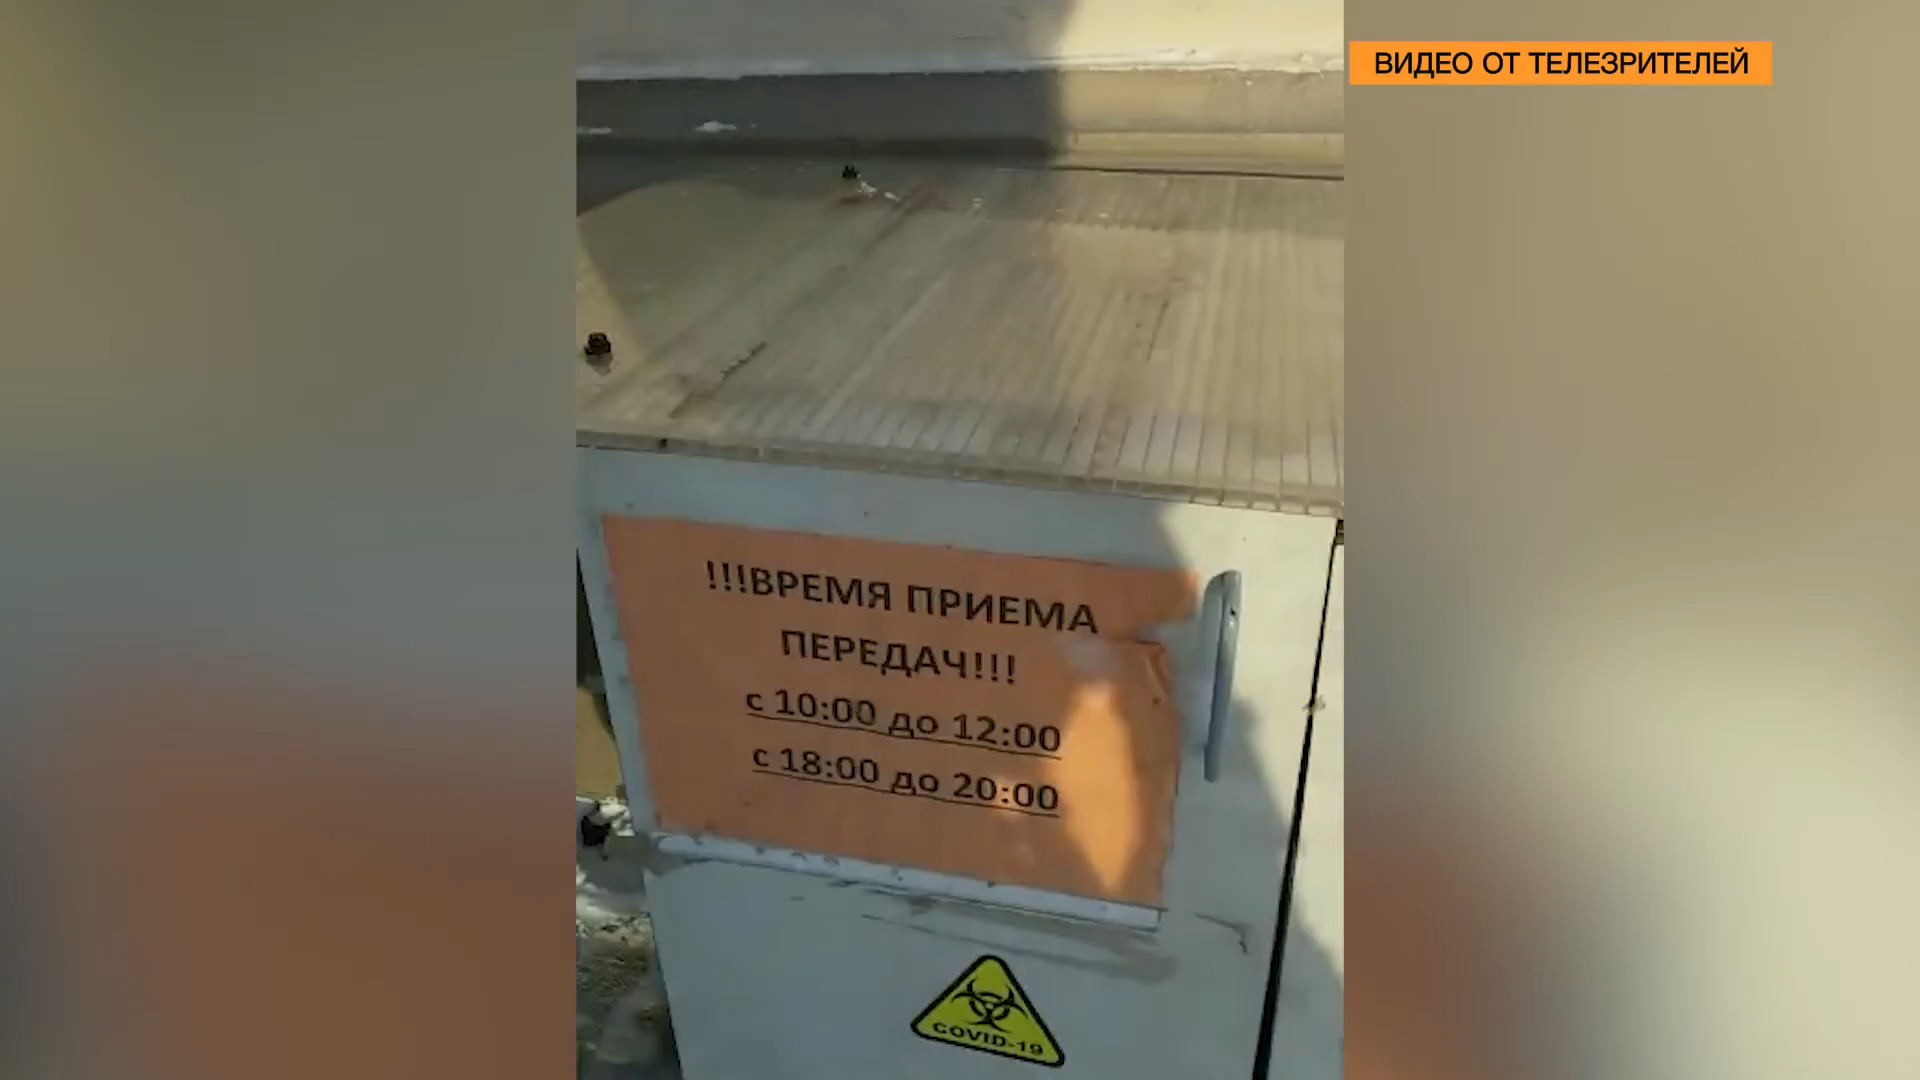 ВИДЕО ОТ ТЕЛЕЗРИТЕЛЕЙ
!!!ВРЕМЯ ПРИЕМА
ПЕРЕДАЧ!!!
с 10:00 до 12:00
с 18:00 до 20:00
COVID-19